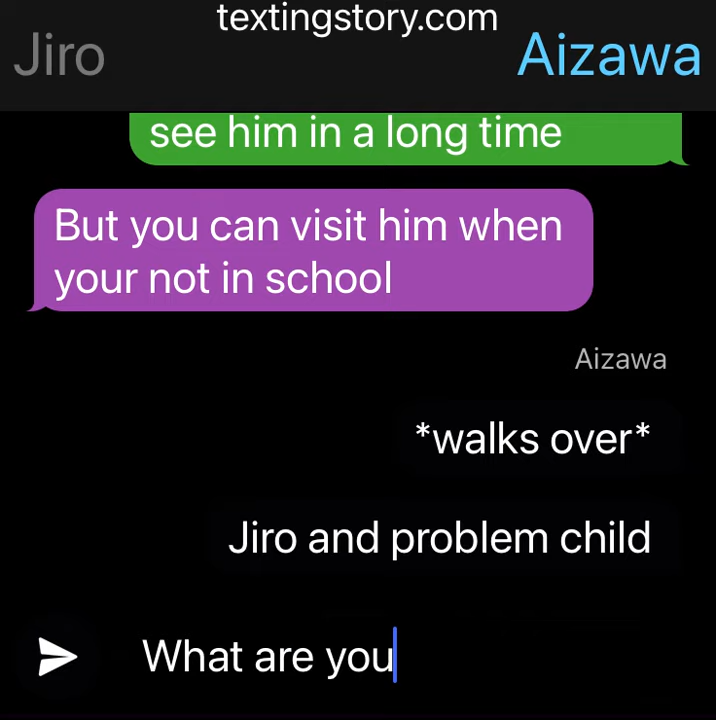 textingstory.com
Jiro
Aizawa
see him in a long time
But you can visit him when
your not in school
Aizawa
*walks over*
Jiro and problem child
What are you